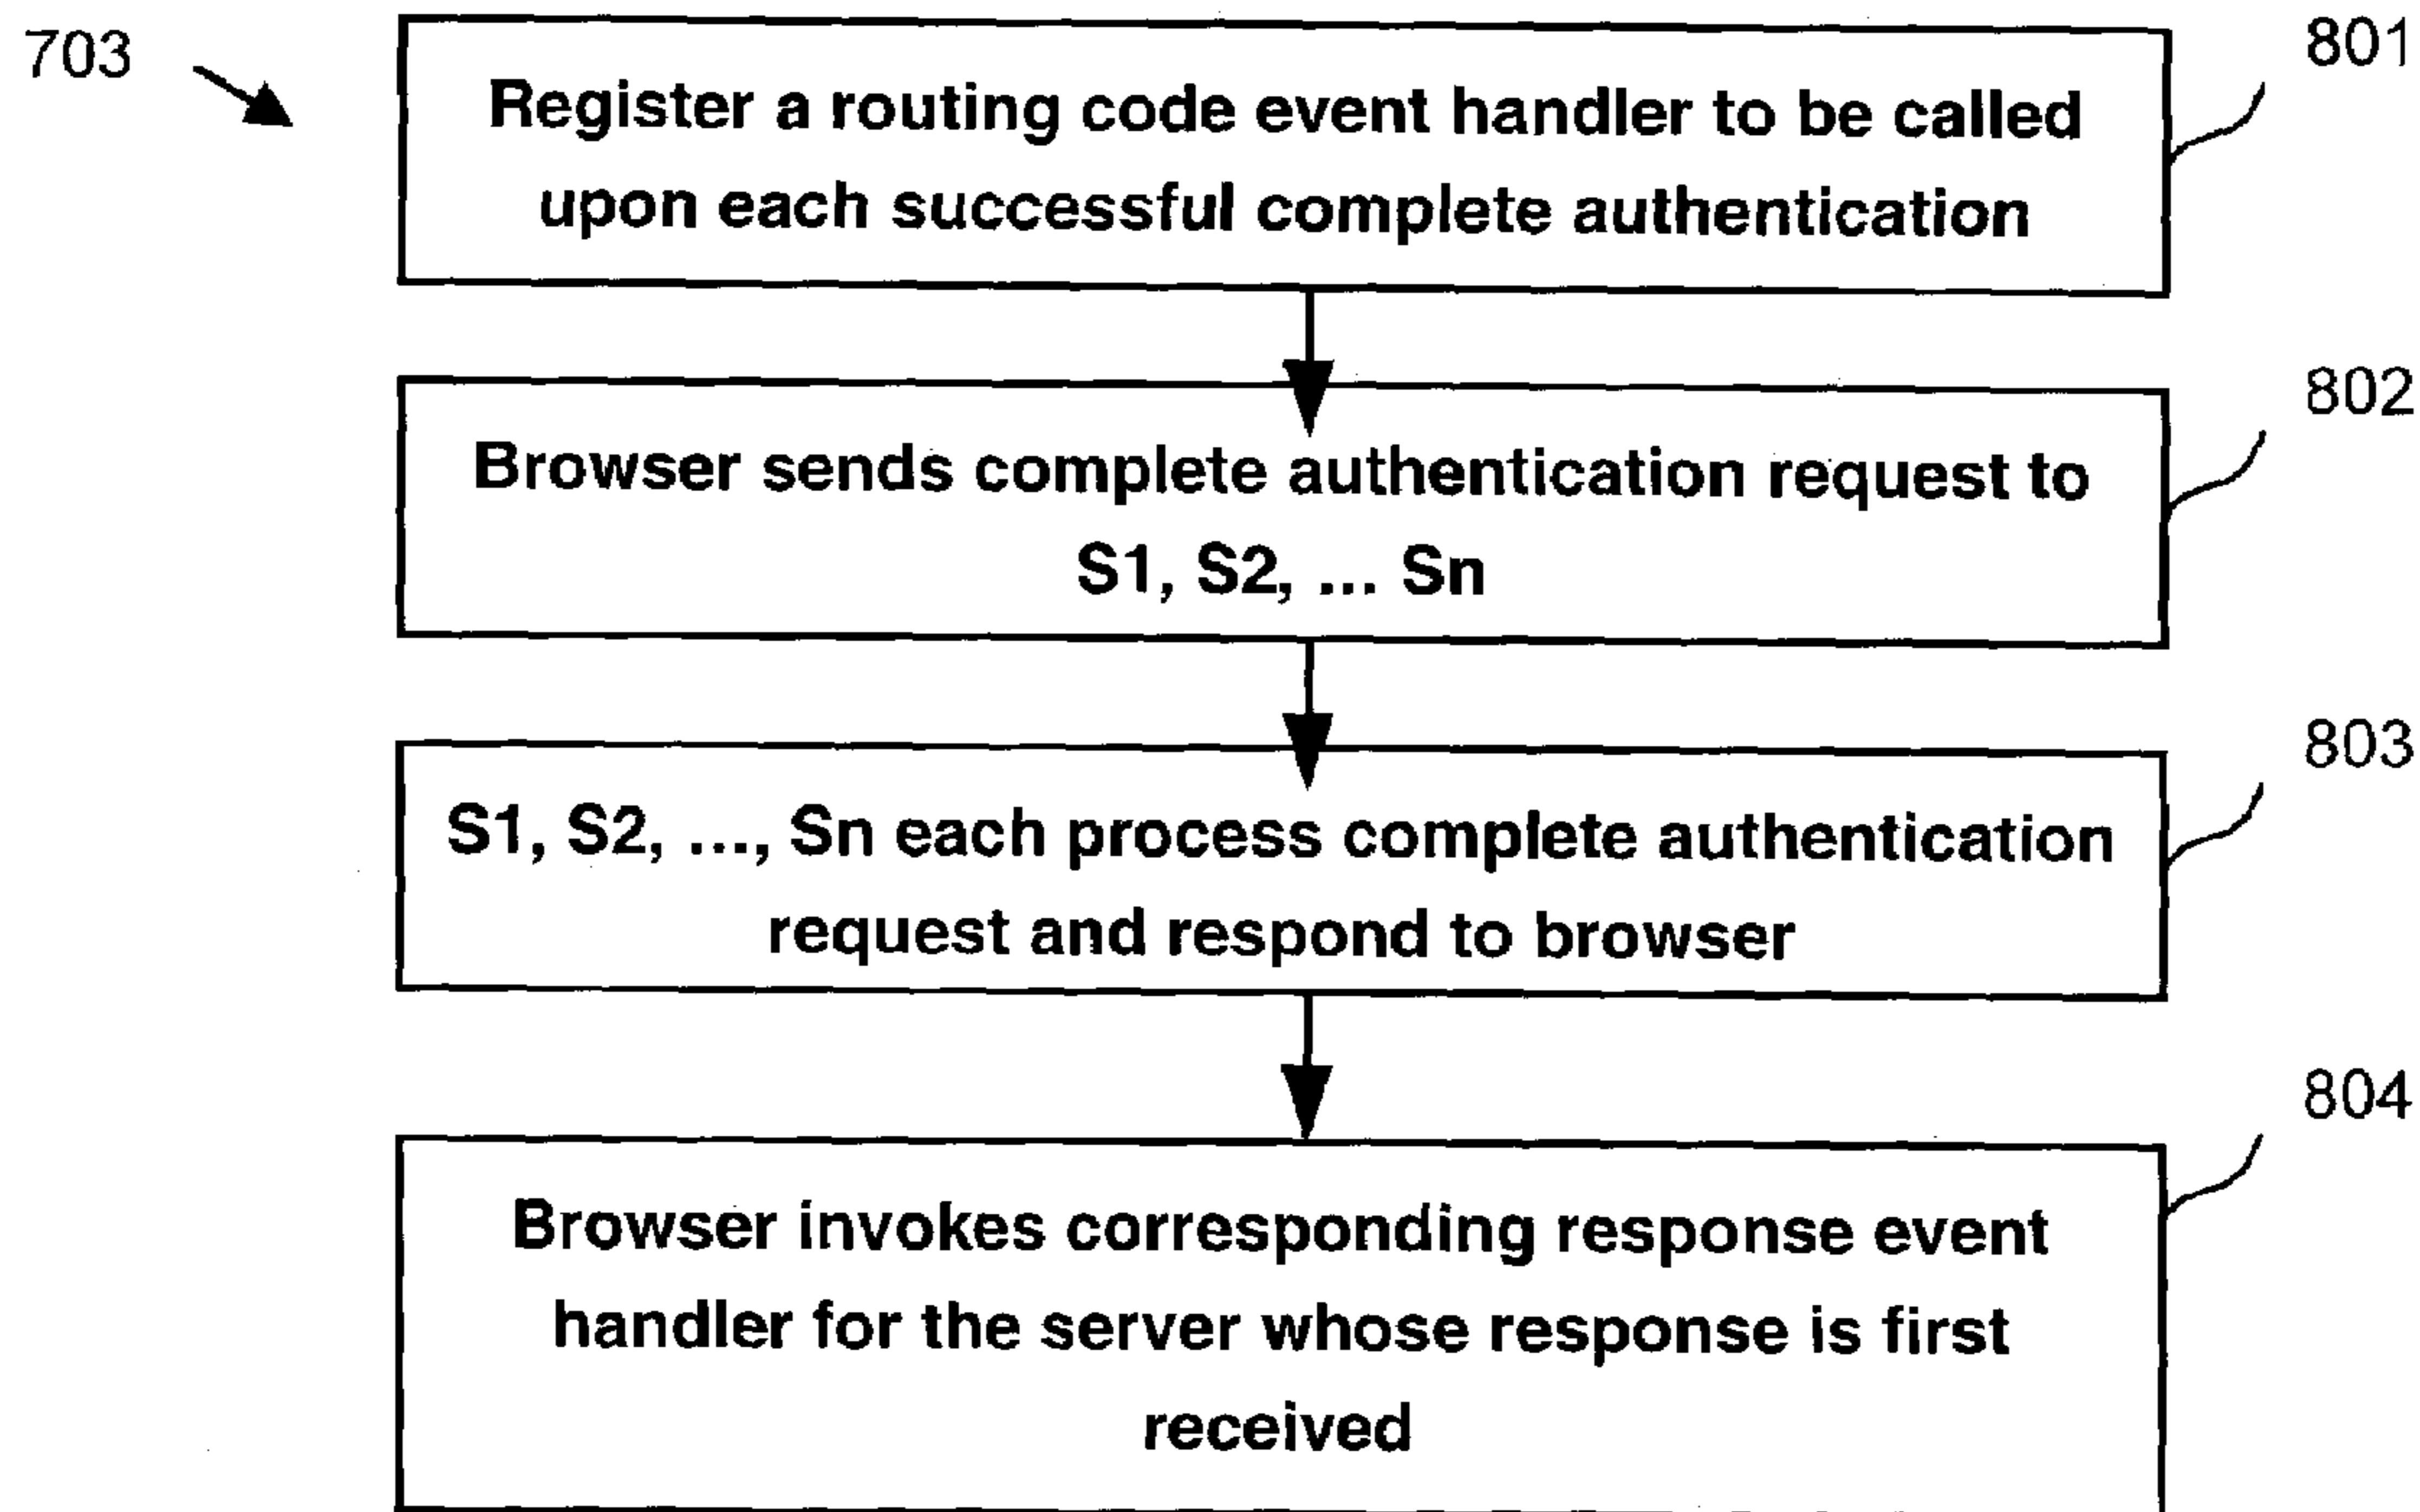 703
801
Register a routing code event handler to be called
upon each successful complete authentication
802
Browser sends complete authentication request to
S1, S2, ... Sn
803
S1, S2, ..., Sn each process complete authentication
request and respond to browser
804
Browser invokes corresponding response event
handler for the server whose response is first
received